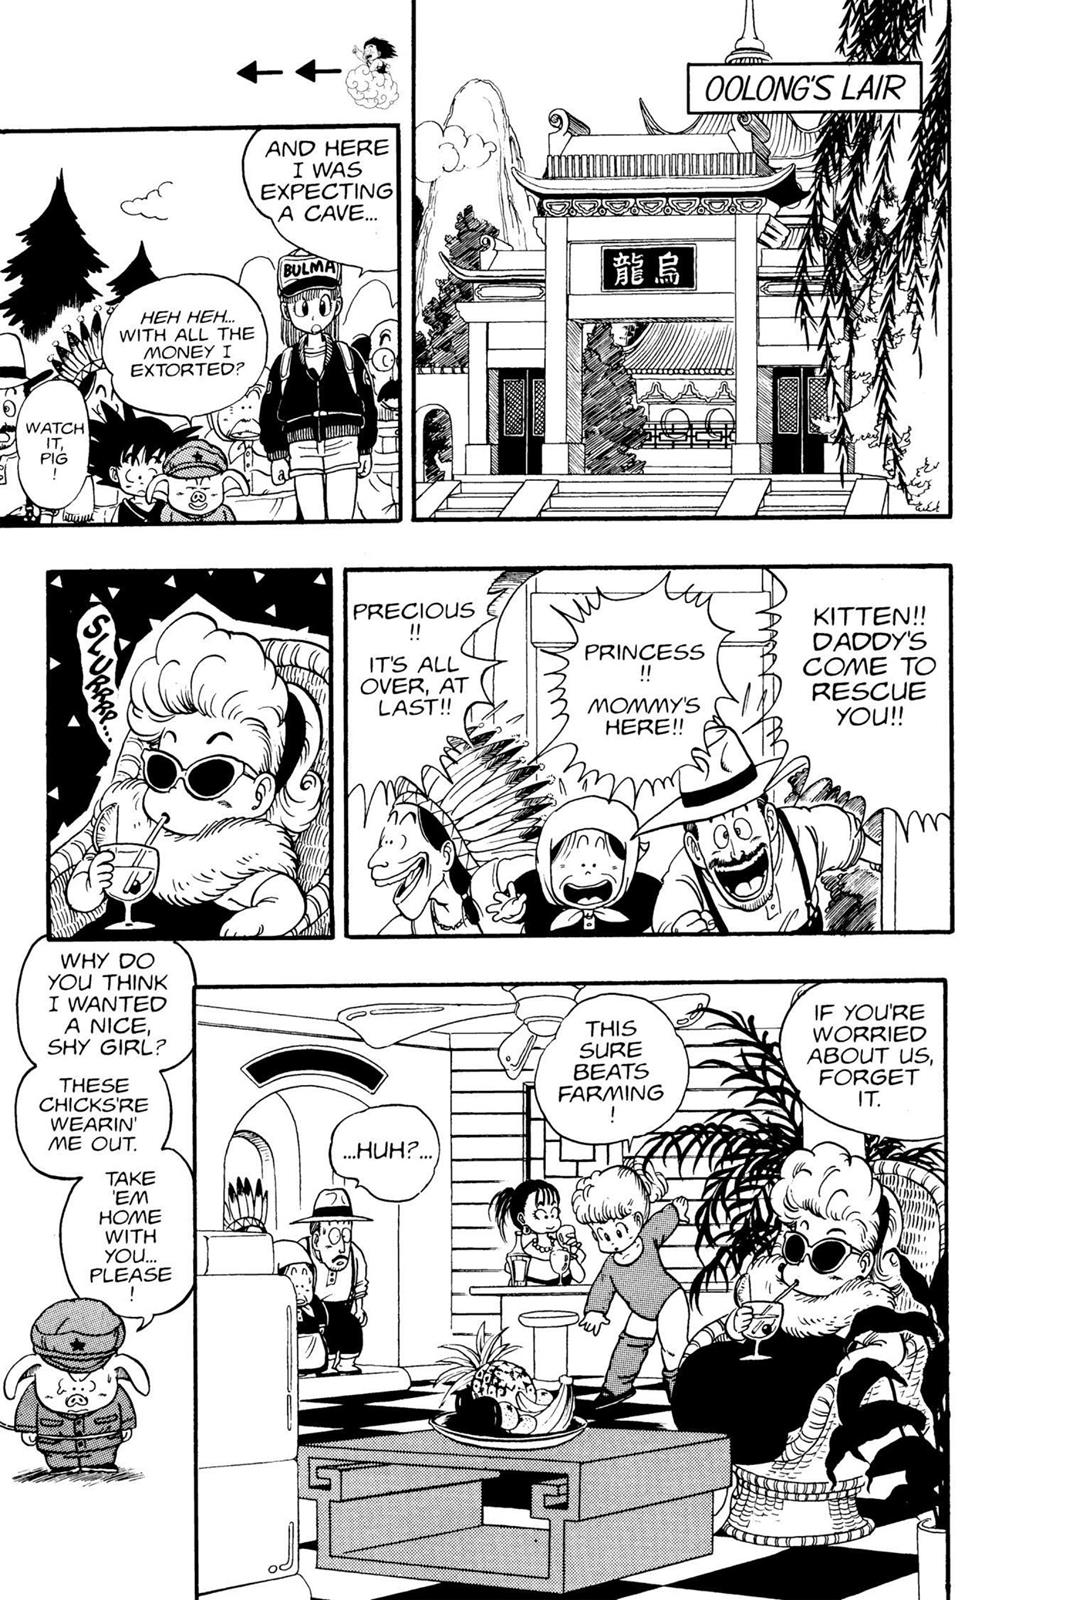 OOLONG'S LAIR
烏龍
AND HERE
I WAS
EXPECTING
A CAVE...
BULMA
HEH HEH...
WITH ALL THE
MONEY I
EXTORTED?
WATCH
IT,
PIG
!
KITTEN!!
DADDY'S
COME TO
RESCUE
YOU!!
PRINCESS
!!
MOMMY'S
HERE!!
PRECIOUS
!!
IT'S ALL
OVER, AT
LAST!!
SLURRP...
IF YOU'RE
WORRIED
ABOUT US,
FORGET
IT.
THIS
SURE
BEATS
FARMING
!
...HUH?...
WHY DO
YOU THINK
I WANTED
A NICE,
SHY GIRL?
THESE
CHICKS'RE
WEARIN'
ME OUT.
TAKE
'EM
HOME
WITH
YOU...
PLEASE
!